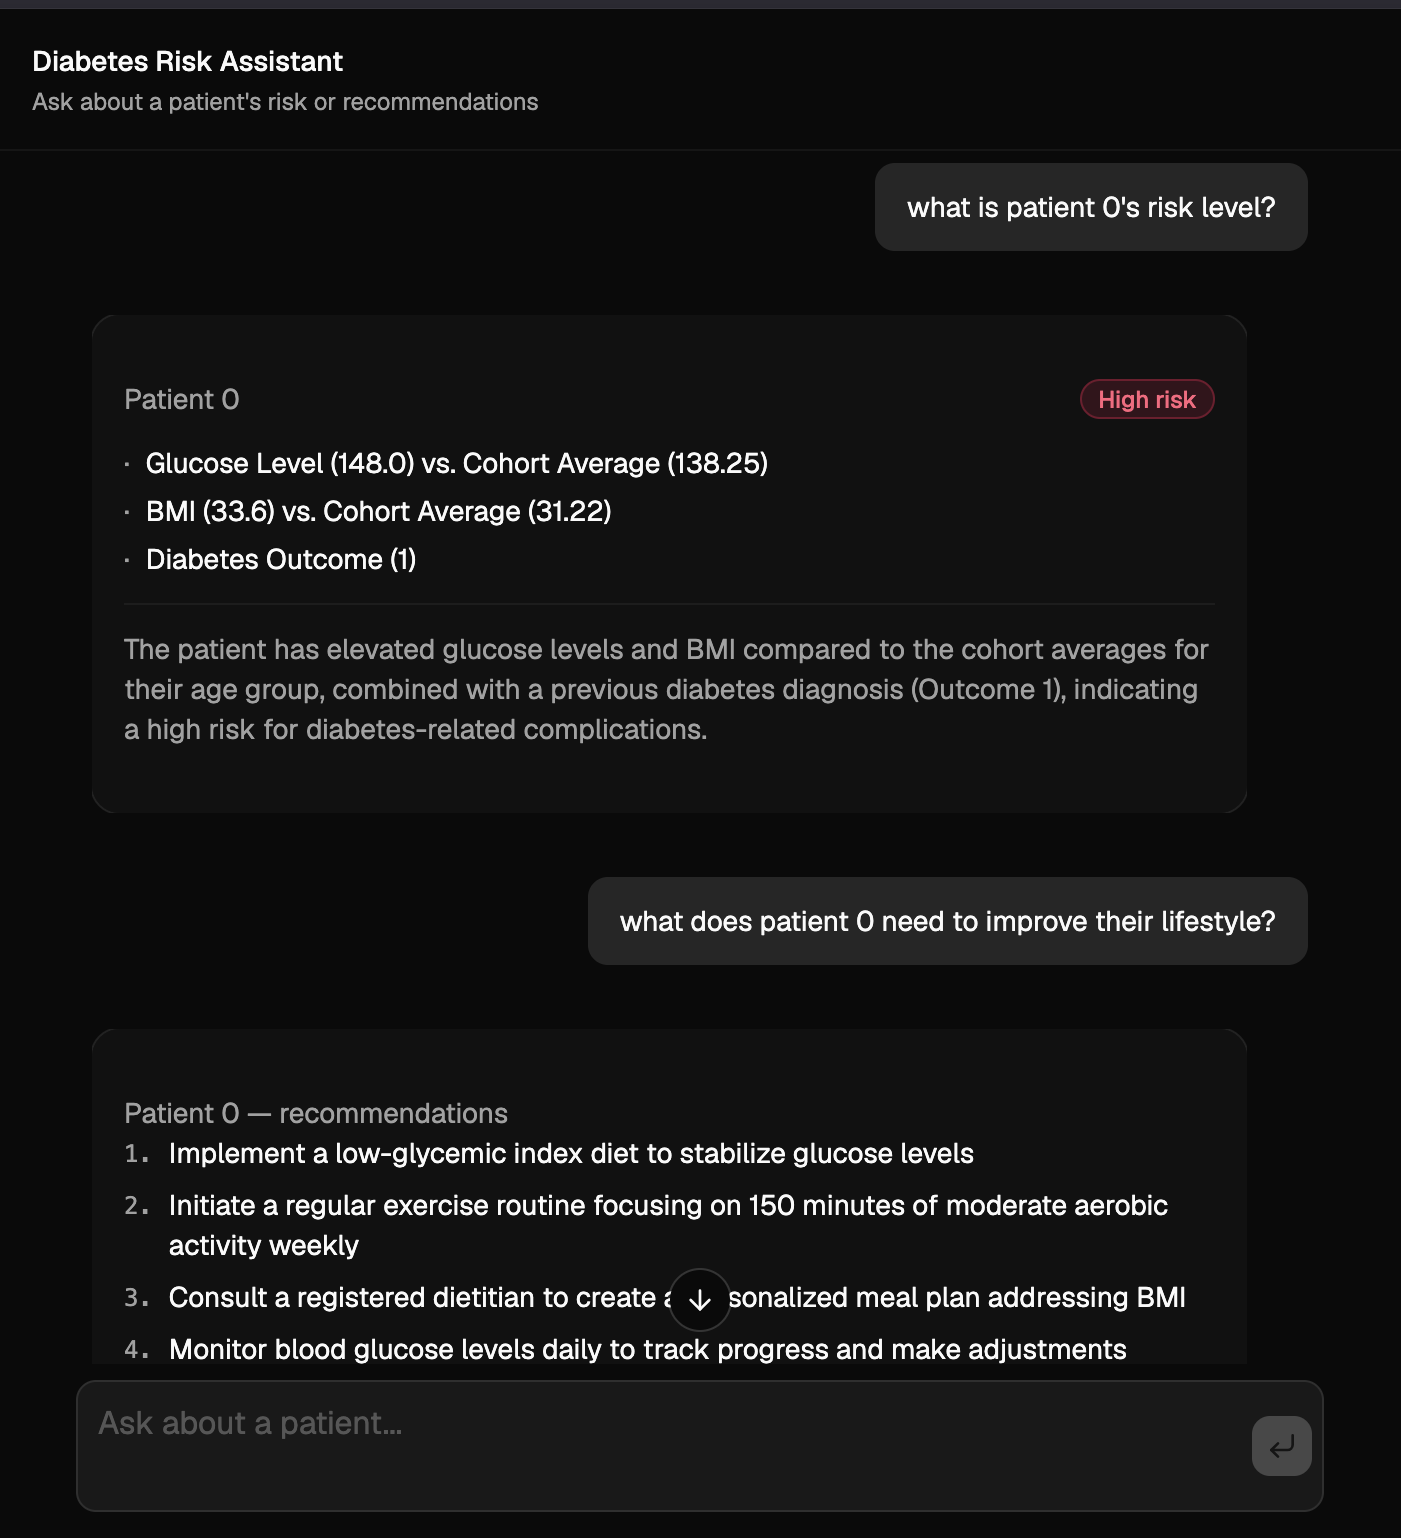 Diabetes Risk Assistant
Ask about a patient's risk or recommendations
what is patient 0's risk level?
Patient 0
High risk
· Glucose Level (148.0) vs. Cohort Average (138.25)
· BMI (33.6) vs. Cohort Average (31.22)
· Diabetes Outcome (1)
The patient has elevated glucose levels and BMI compared to the cohort averages for
their age group, combined with a previous diabetes diagnosis (Outcome 1), indicating
a high risk for diabetes-related complications.
what does patient 0 need to improve their lifestyle?
Patient 0 — recommendations
1. Implement a low-glycemic index diet to stabilize glucose levels
2. Initiate a regular exercise routine focusing on 150 minutes of moderate aerobic
activity weekly
3. Consult a registered dietitian to create sonalized meal plan addressing BMI
4. Monitor blood glucose levels daily to track progress and make adjustments
Ask about a patient...